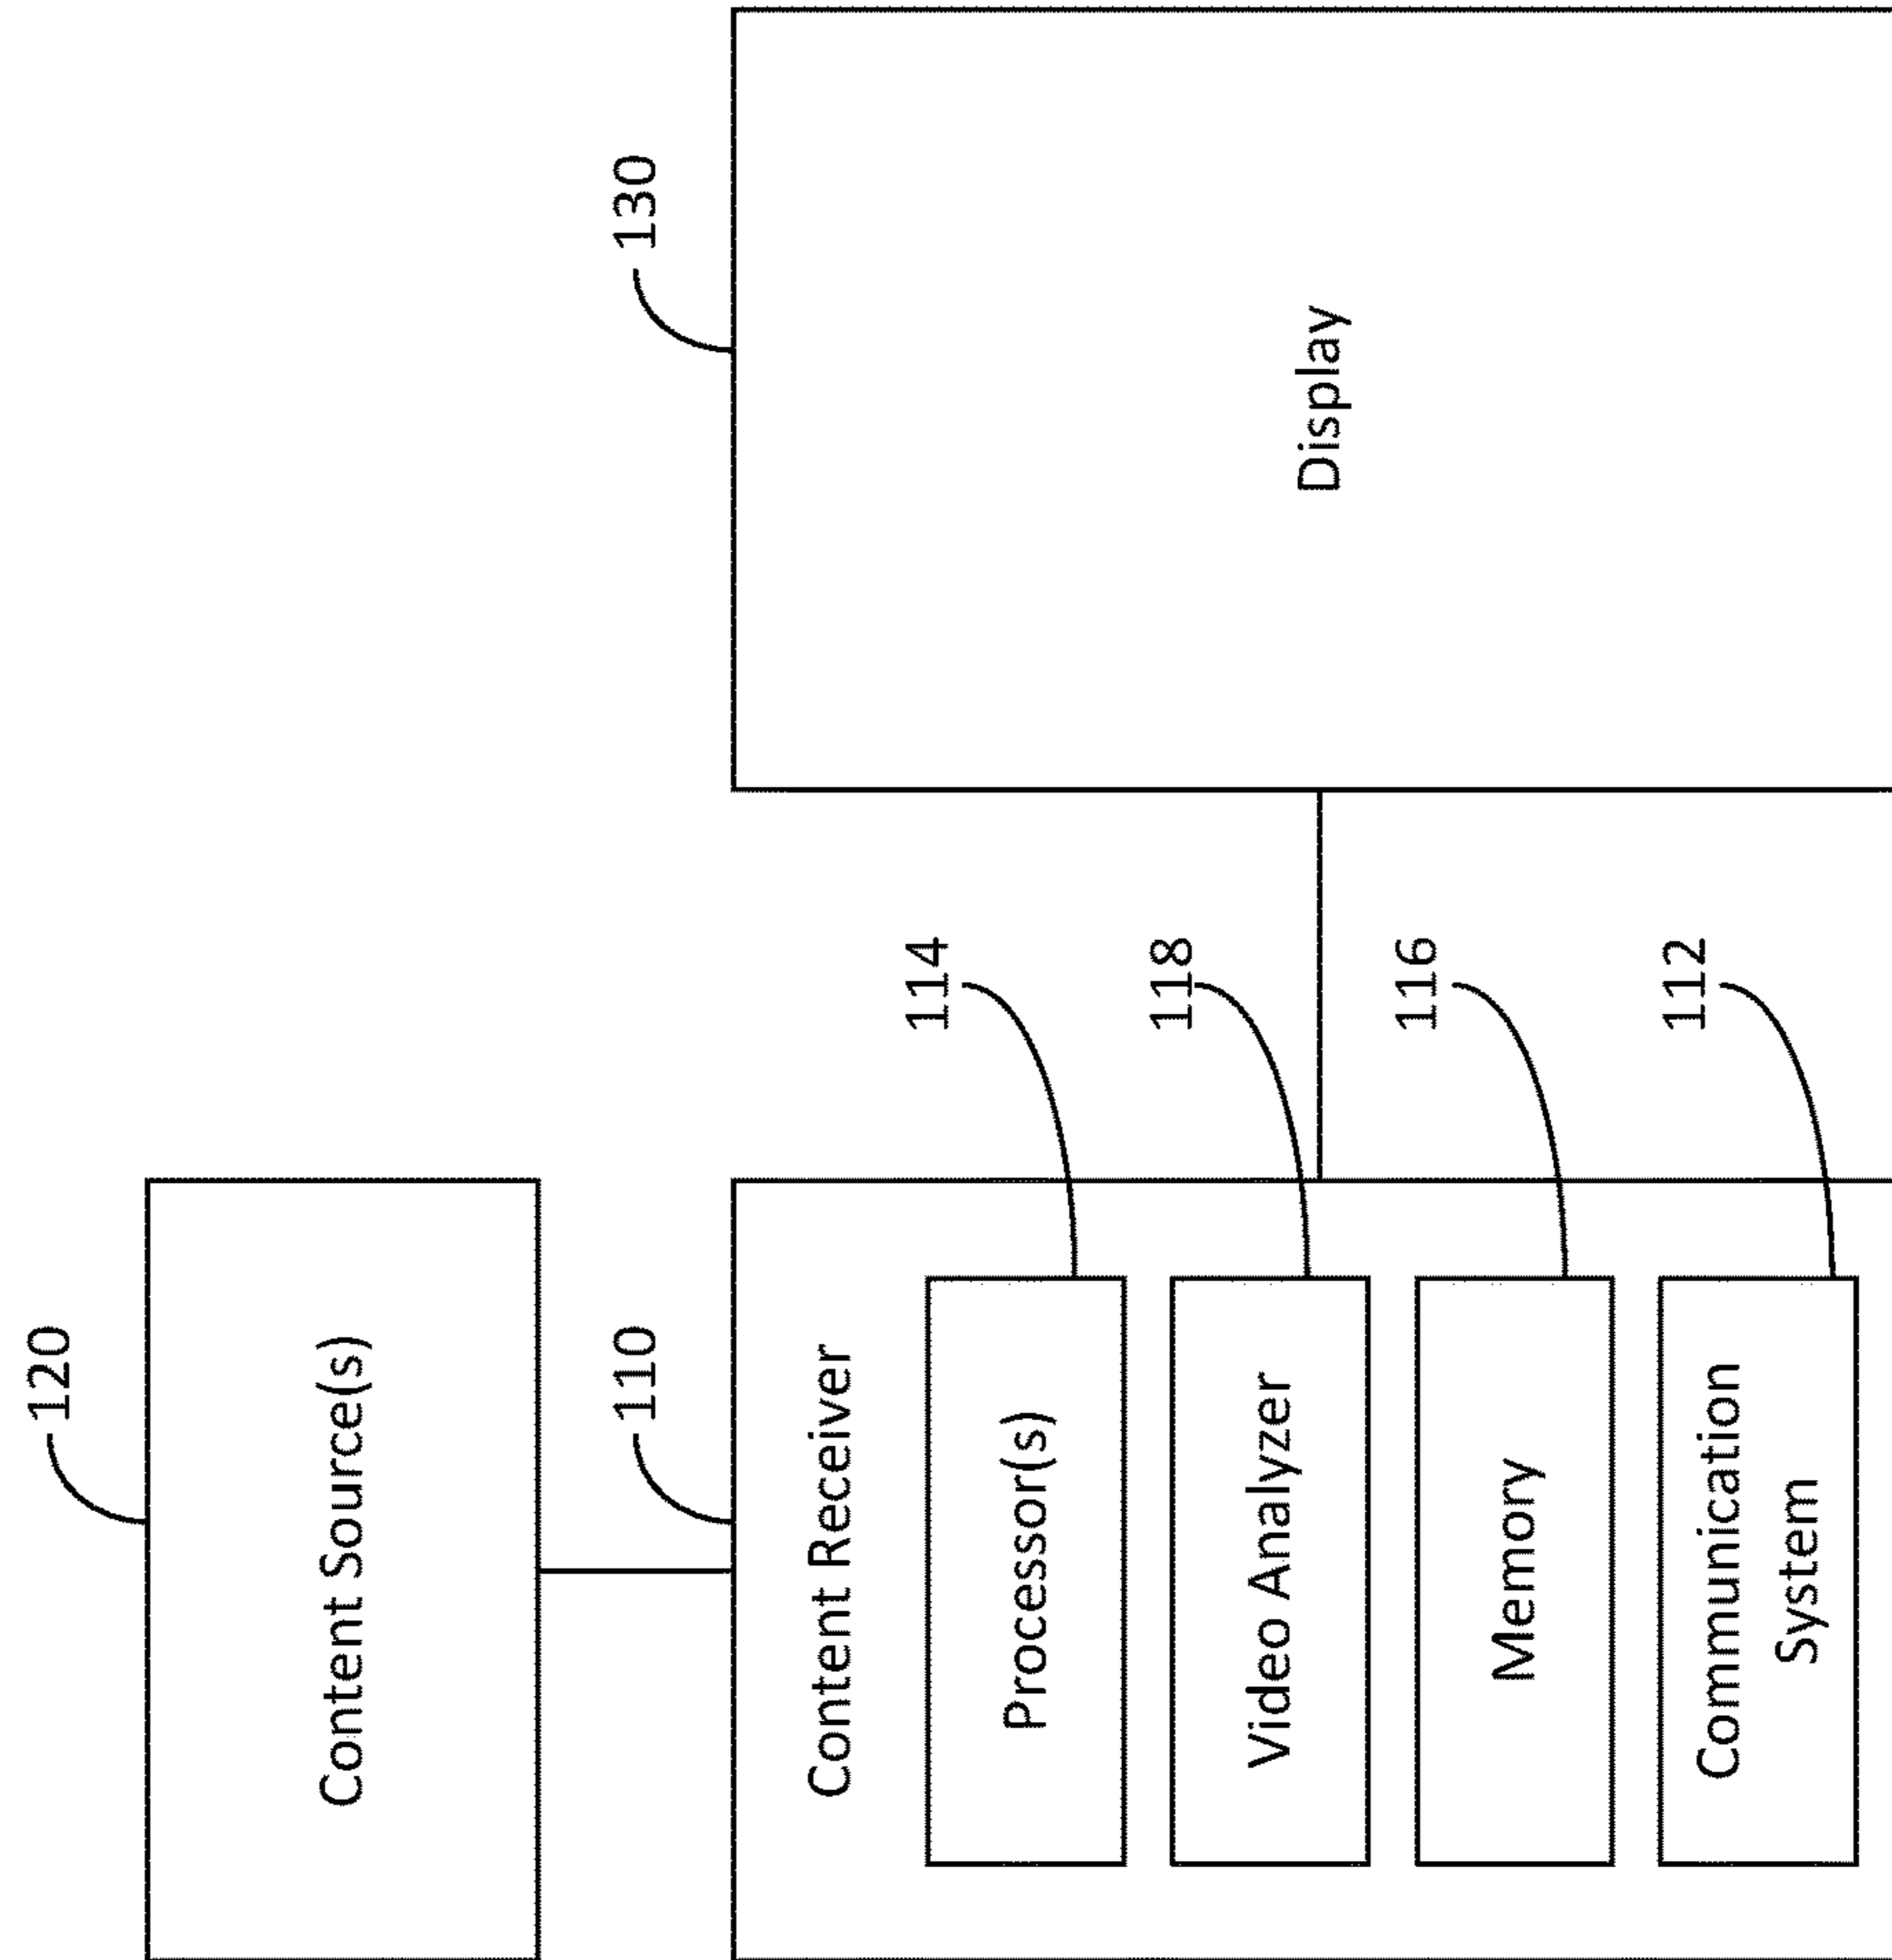 120
Content Source(s)
110
Content Receiver
Processor(s)
114
Video Analyzer
118
Memory
116
Communication
System
112
130
Display